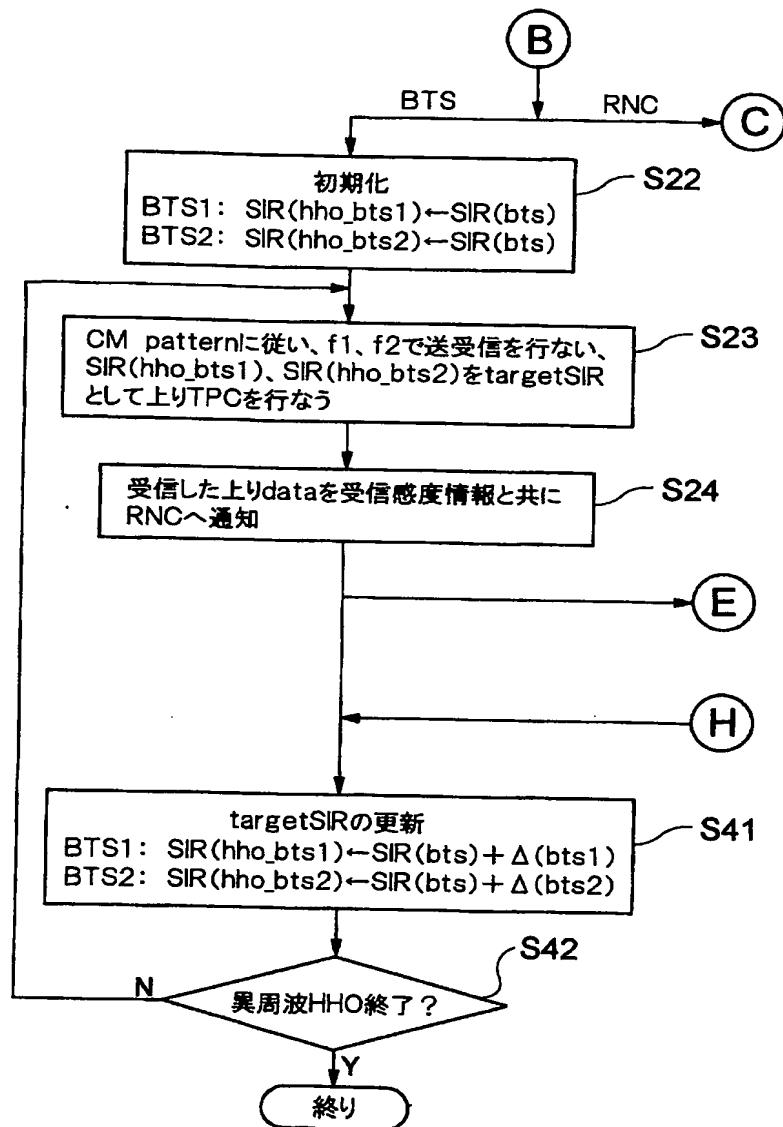 B
BTS
RNC
C
初期化
BTS1: SIR(hho_bts1)←SIR(bts)
BTS2: SIR(hho_bts2)←SIR(bts)
S22
CM patternに従い、f1、f2で送受信を行ない、
SIR(hho_bts1)、SIR(hho_bts2)をtargetSIR
として上りTPCを行なう
S23
受信した上りdataを受信感度情報と共に
RNCへ通知
S24
E
H
targetSIRの更新
BTS1: SIR(hho_bts1)←SIR(bts)+Δ(bts1)
BTS2: SIR(hho_bts2)←SIR(bts)+Δ(bts2)
S41
S42
N
異周波HHO終了？
Y
終り